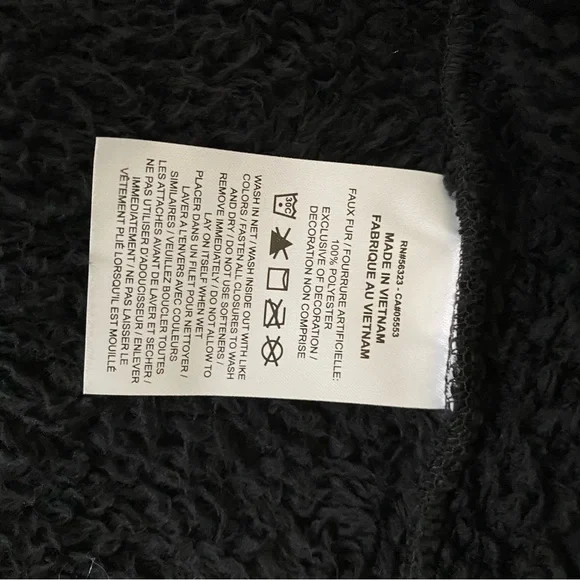 RN#56323 - CA#05553
MADE IN VIETNAM
FABRIQUE AU VIETNAM
FAUX FUR / FOURRURE ARTIFICIELLE:
100% POLYESTER
EXCLUSIVE OF DECORATION /
DECORATION NON COMPRISE
30C
WASH IN NET / WASH INSIDE OUT WITH LIKE
COLORS / FASTEN ALL CLOSURES TO WASH
AND DRY / DO NOT USE SOFTENERS /
REMOVE IMMEDIATELY / DO NOT ALLOW TO
LAY ON ITSELF WHEN WET
PLACER DANS UN FILET POUR NETTOYER /
LAVER A L'ENVERS AVEC COULEURS
SIMILAIRES / VEUILLEZ BOUCLER TOUTES
LES ATTACHES AVANT DE LAVER ET SECHER /
NE PAS UTILISER D'ADOUCISSEUR / ENLEVER
IMMEDIATEMENT / NE PAS LAISSER LE
VÊTEMENT PLIÉ LORSQU'IL EST MOUILLÉ